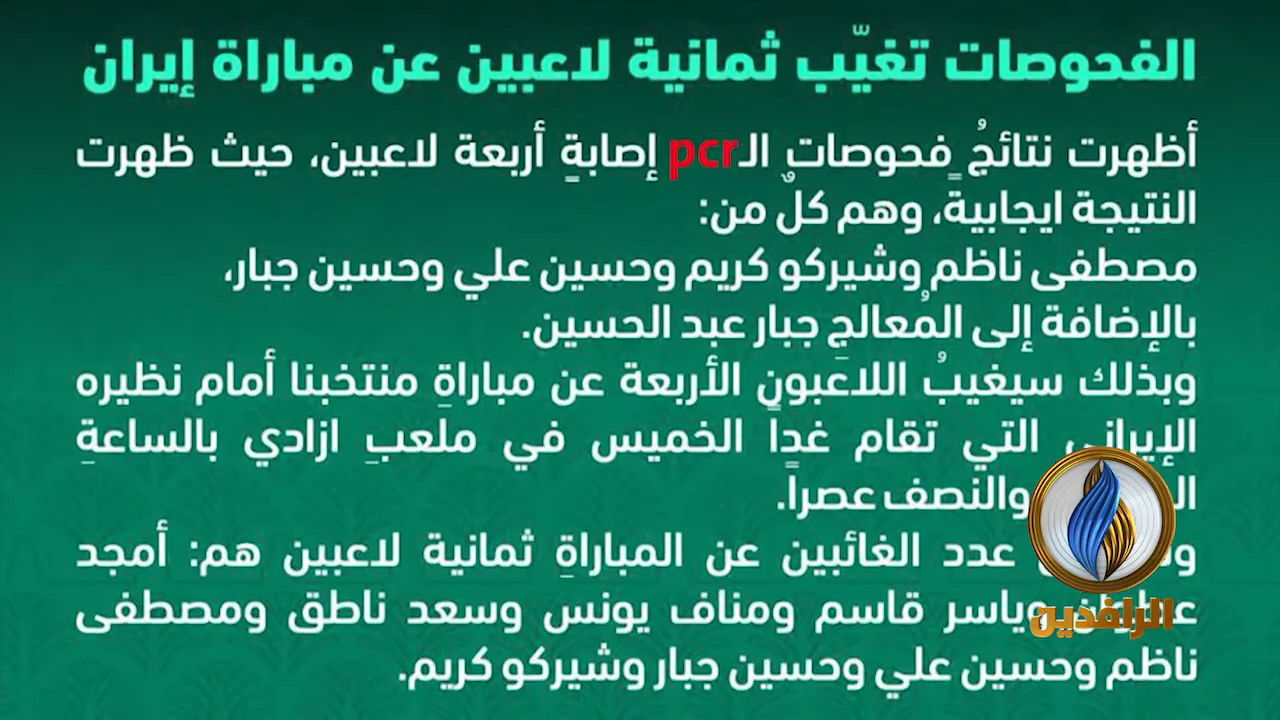 الفحوصات تغيّب ثمانية لاعبين عن مباراة إيران
أظهرت نتائجُ فحوصاتِ الـpcr إصابةِ أربعة لاعبين، حيث ظهرت
النتيجة ايجابية، وهم كلٌ من:
مصطفى ناظم وشيركو كريم وحسين علي وحسين جبار،
بالإضافة إلى المُعالجِ جبار عبد الحسين.
وبذلك سيغيبُ اللاعبون الأربعة عن مباراةِ منتخبنا أمام نظيره
الإيراني التي تقام غداً الخميس في ملعبِ ازادي بالساعةِ
والنصف عصراً.
عدد الغائبين عن المباراةِ ثمانية لاعبين هم: أمجد
وياسر قاسم ومناف يونس وسعد ناطق ومصطفى
ناظم وحسين علي وحسين جبار وشيركو كريم.
الرافدين